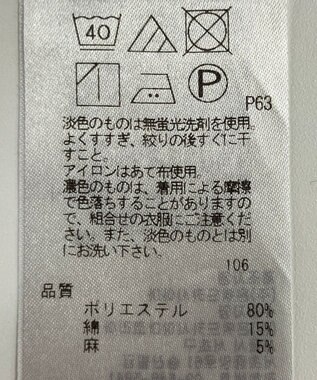 40
P
P63
淡色のものは無蛍光洗剤を使用。
よくすすぎ、絞りの後すぐに干
すこと。
アイロンはあて布使用。
濃色のものは、着用による摩擦
で色落ちすることがありますの
で、組合せの衣服にご注意くだ
さい。また、淡色のものとは別
にお洗い下さい。
106
品質
ポリエステル 80%
綿 15%
麻 5%